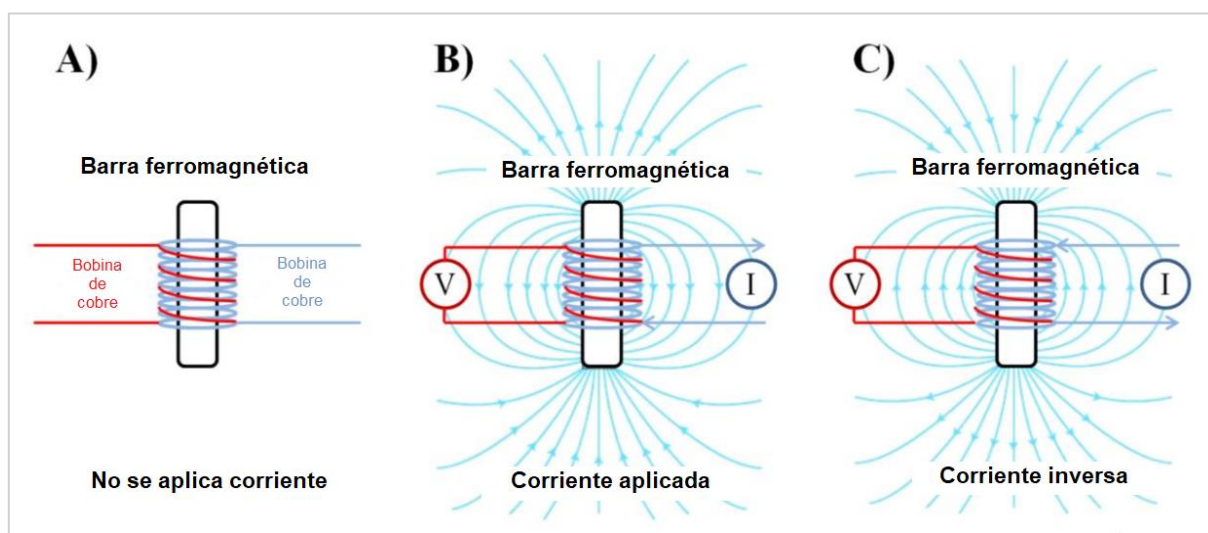 A)
Barra ferromagnética
Bobina
de
cobre
Bobina
de
cobre
No se aplica corriente
B)
Barra ferromagnética
V
I
Corriente aplicada
C)
Barra ferromagnética
V
I
Corriente inversa